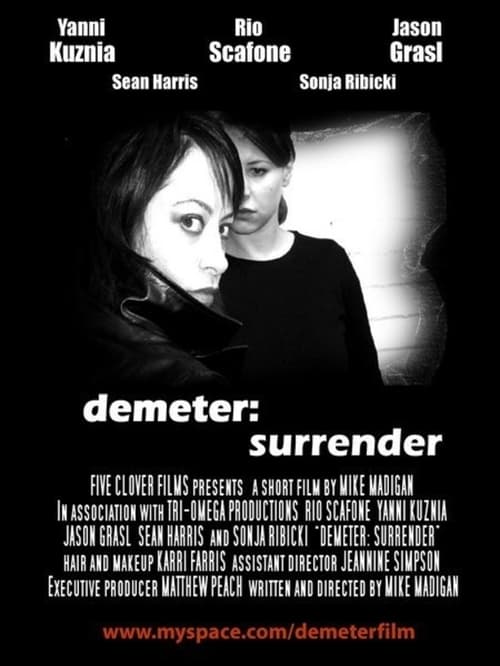 Yanni Rio Jason
Kuznia Scafone Grasl
Sean Harris Sonja Ribicki
demeter:
surrender
FIVE CLOVER FILMS PRESENTS A SHORT FILM BY MIKE MADIGAN
IN ASSOCIATION WITH TRI-OMEGA PRODUCTIONS RIO SCAFONE YANNI KUZNIA
JASON GRASL SEAN HARRIS AND SONJA RIBICKI "DEMETER: SURRENDER"
HAIR AND MAKEUP KARRI FARRIS ASSISTANT DIRECTOR JEANNINE SIMPSON
EXECUTIVE PRODUCER MATTHEW PEACH WRITTEN AND DIRECTED BY MIKE MADIGAN
www.myspace.com/demeterfilm